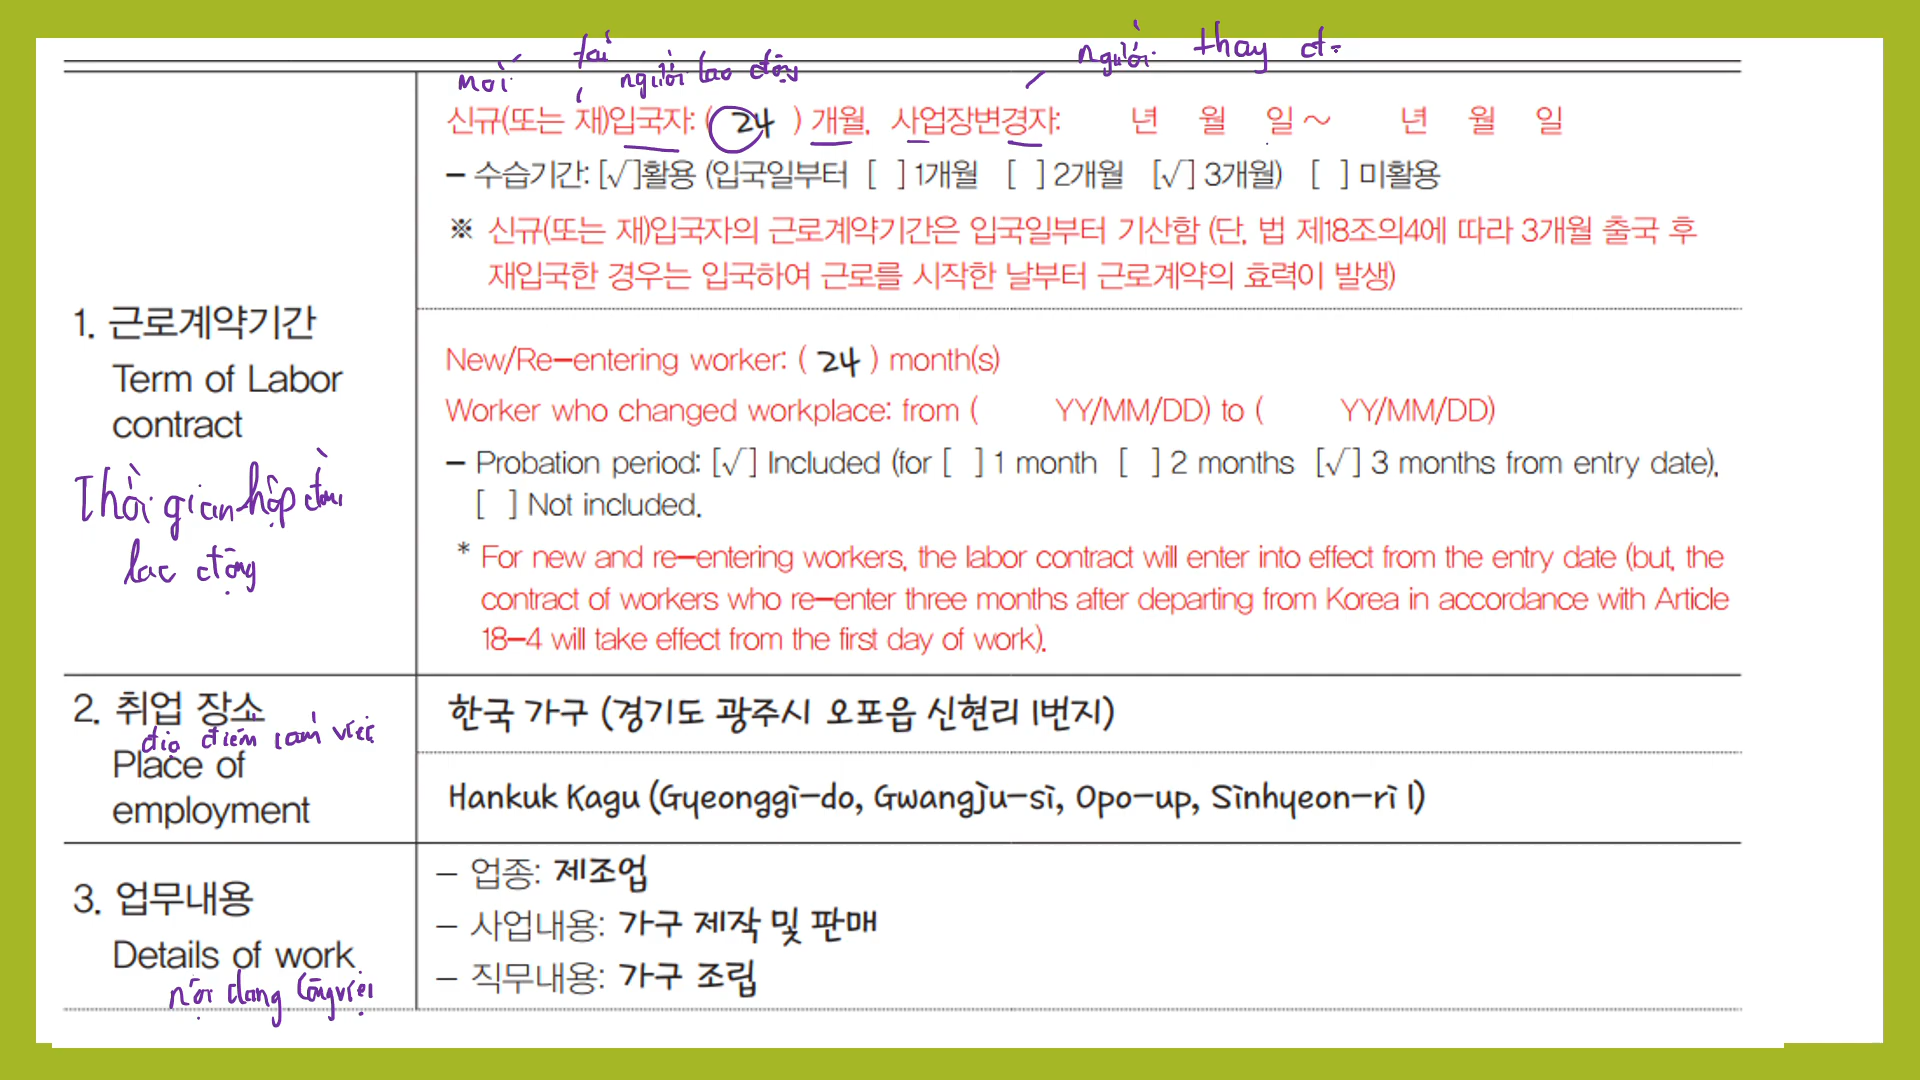 mới tái người lao động người thay đ
신규(또는 재)입국자: ( 24 ) 개월, 사업장변경자: 년 월 일 ~ 년 월 일
– 수습기간: [√]활용 (입국일부터 [ ] 1개월 [ ] 2개월 [√] 3개월) [ ] 미활용
※ 신규(또는 재)입국자의 근로계약기간은 입국일부터 기산함 (단, 법 제18조의4에 따라 3개월 출국 후
재입국한 경우는 입국하여 근로를 시작한 날부터 근로계약의 효력이 발생)
1. 근로계약기간
Term of Labor
contract
Thời gian hợp đồng
lao động
New/Re–entering worker: ( 24 ) month(s)
Worker who changed workplace: from ( YY/MM/DD) to ( YY/MM/DD)
– Probation period: [√] Included (for [ ] 1 month [ ] 2 months [√] 3 months from entry date),
[ ] Not included.
* For new and re–entering workers, the labor contract will enter into effect from the entry date (but, the
contract of workers who re–enter three months after departing from Korea in accordance with Article
18–4 will take effect from the first day of work).
2. 취업 장소
địa điểm làm việc
Place of
employment
한국 가구 (경기도 광주시 오포읍 신현리 1번지)
Hankuk Kagu (Gyeonggi–do, Gwangju–si, Opo–up, Sinhyeon–ri 1)
3. 업무내용
Details of work
nội dung công việc
– 업종: 제조업
– 사업내용: 가구 제작 및 판매
– 직무내용: 가구 조립